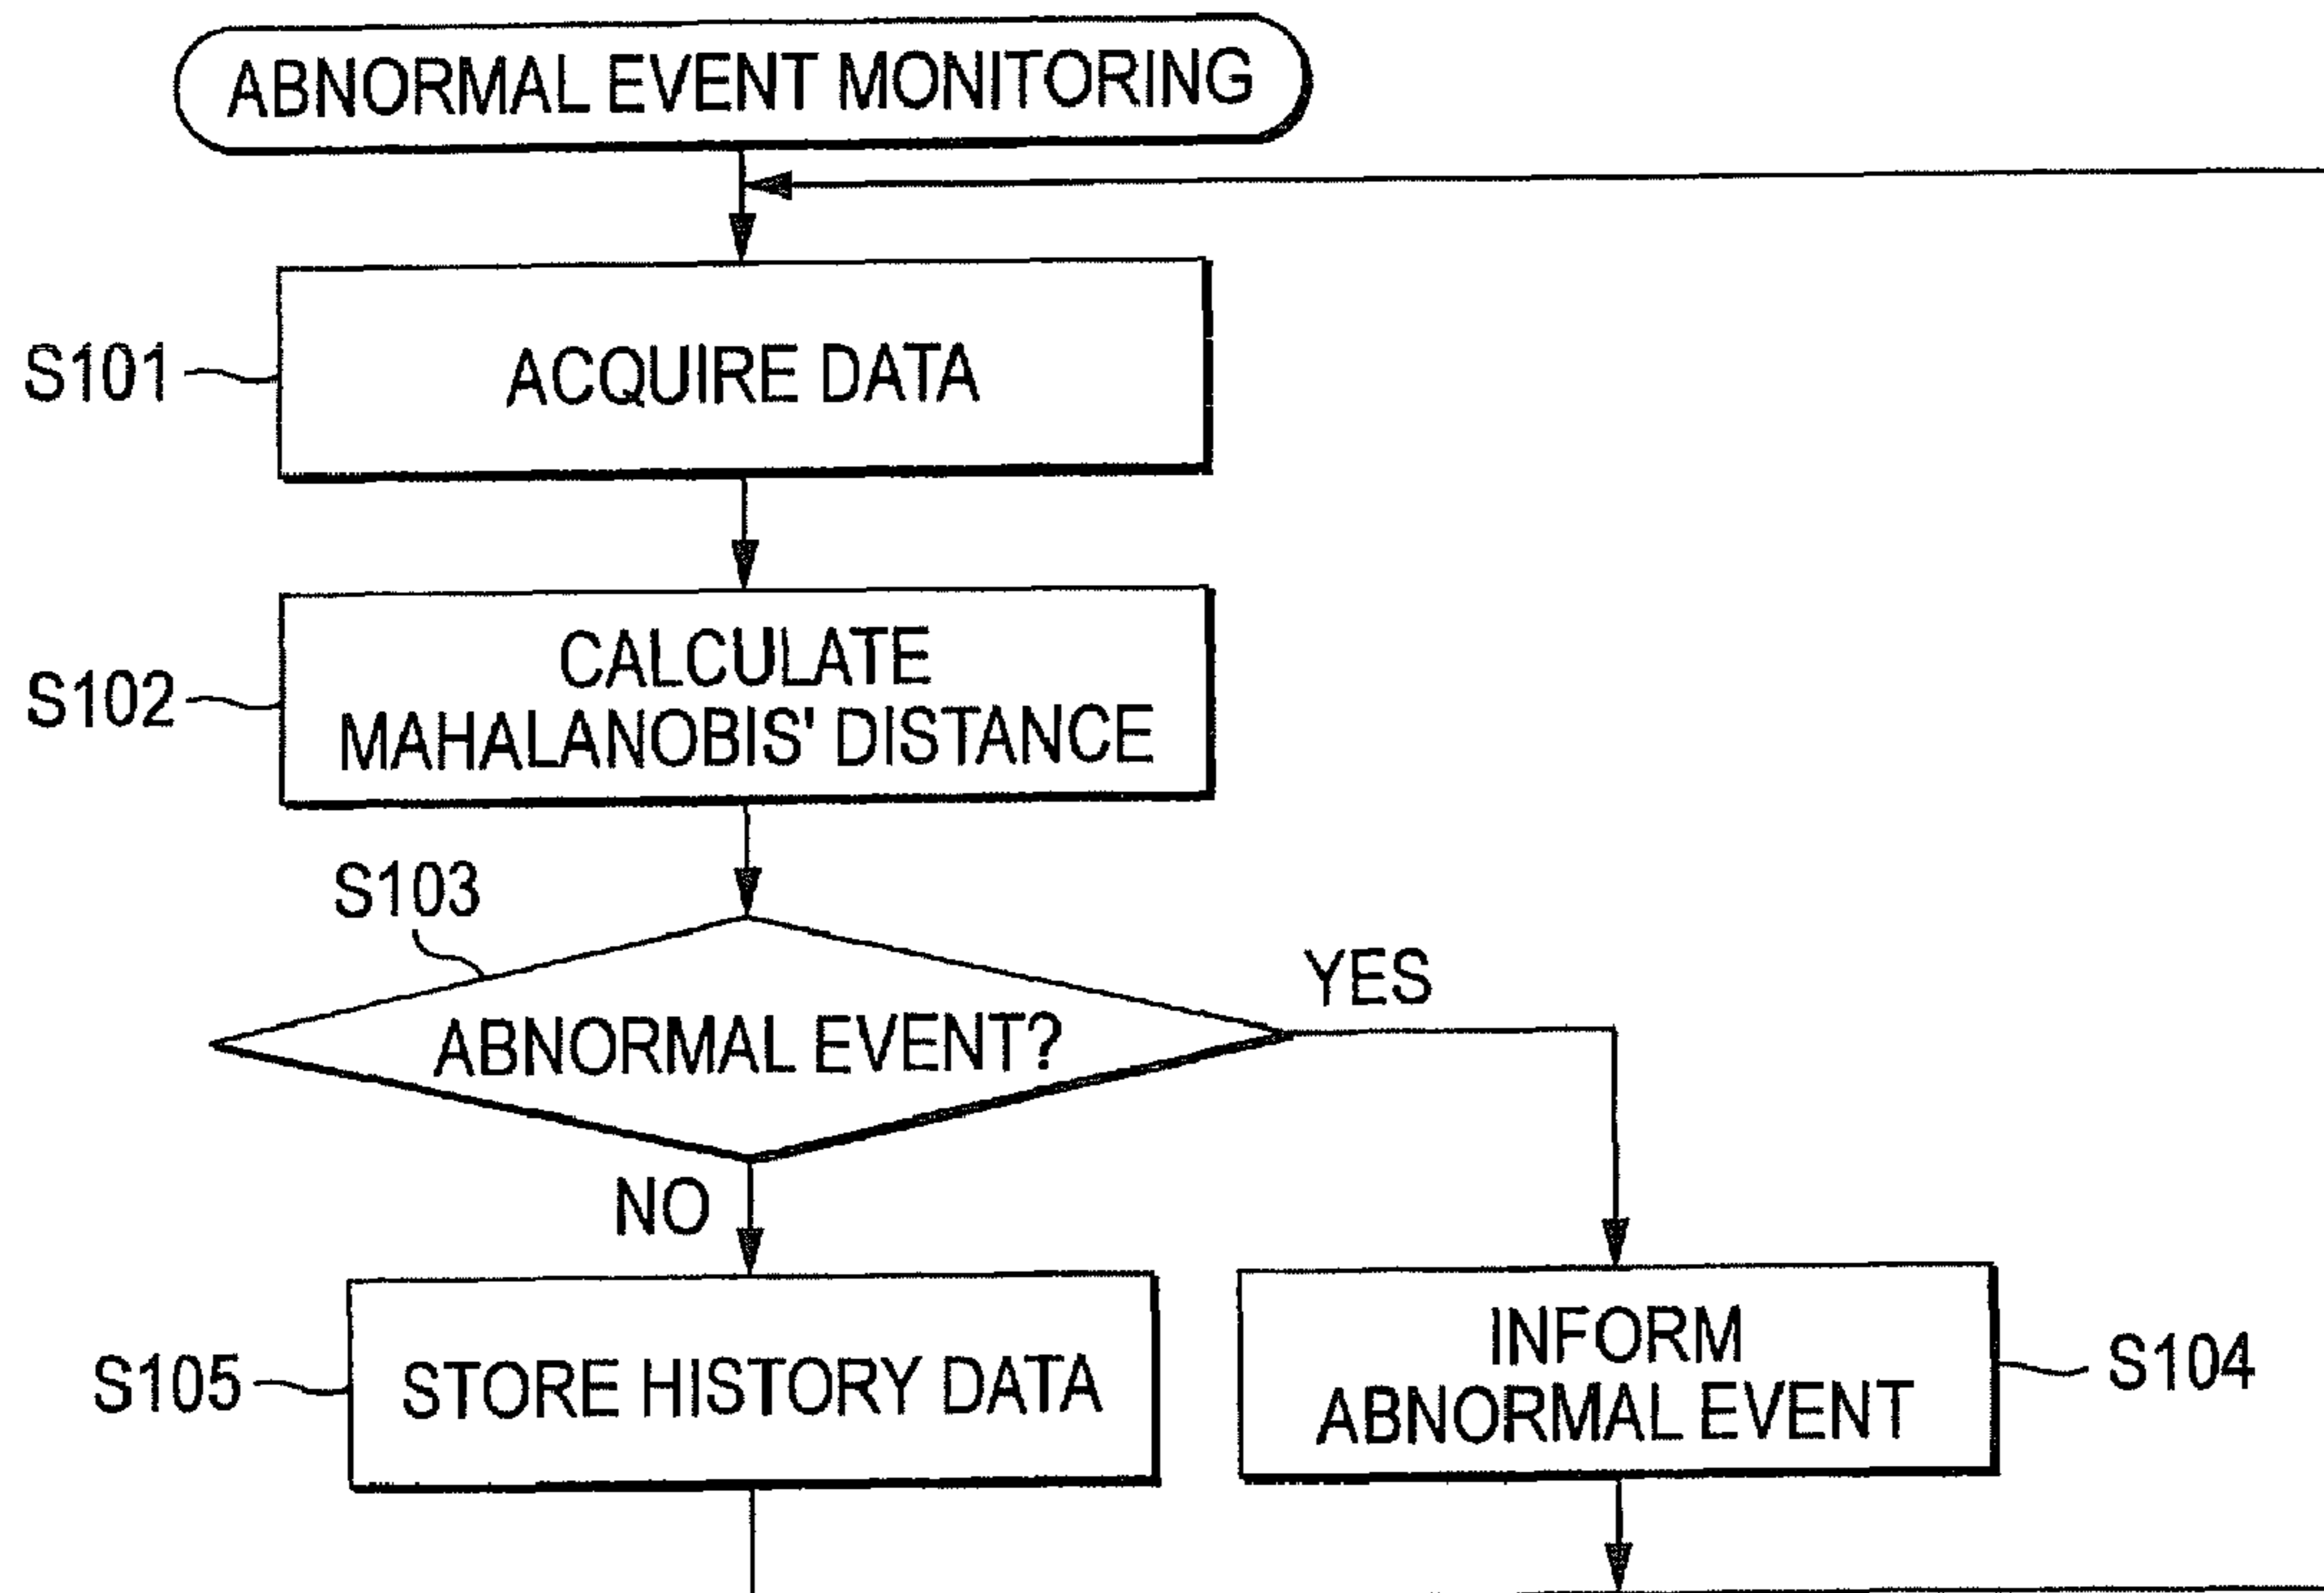 ABNORMAL EVENT MONITORING
S101
ACQUIRE DATA
S102
CALCULATE
MAHALANOBIS' DISTANCE
S103
ABNORMAL EVENT?
YES
NO
S105
STORE HISTORY DATA
INFORM
ABNORMAL EVENT
S104